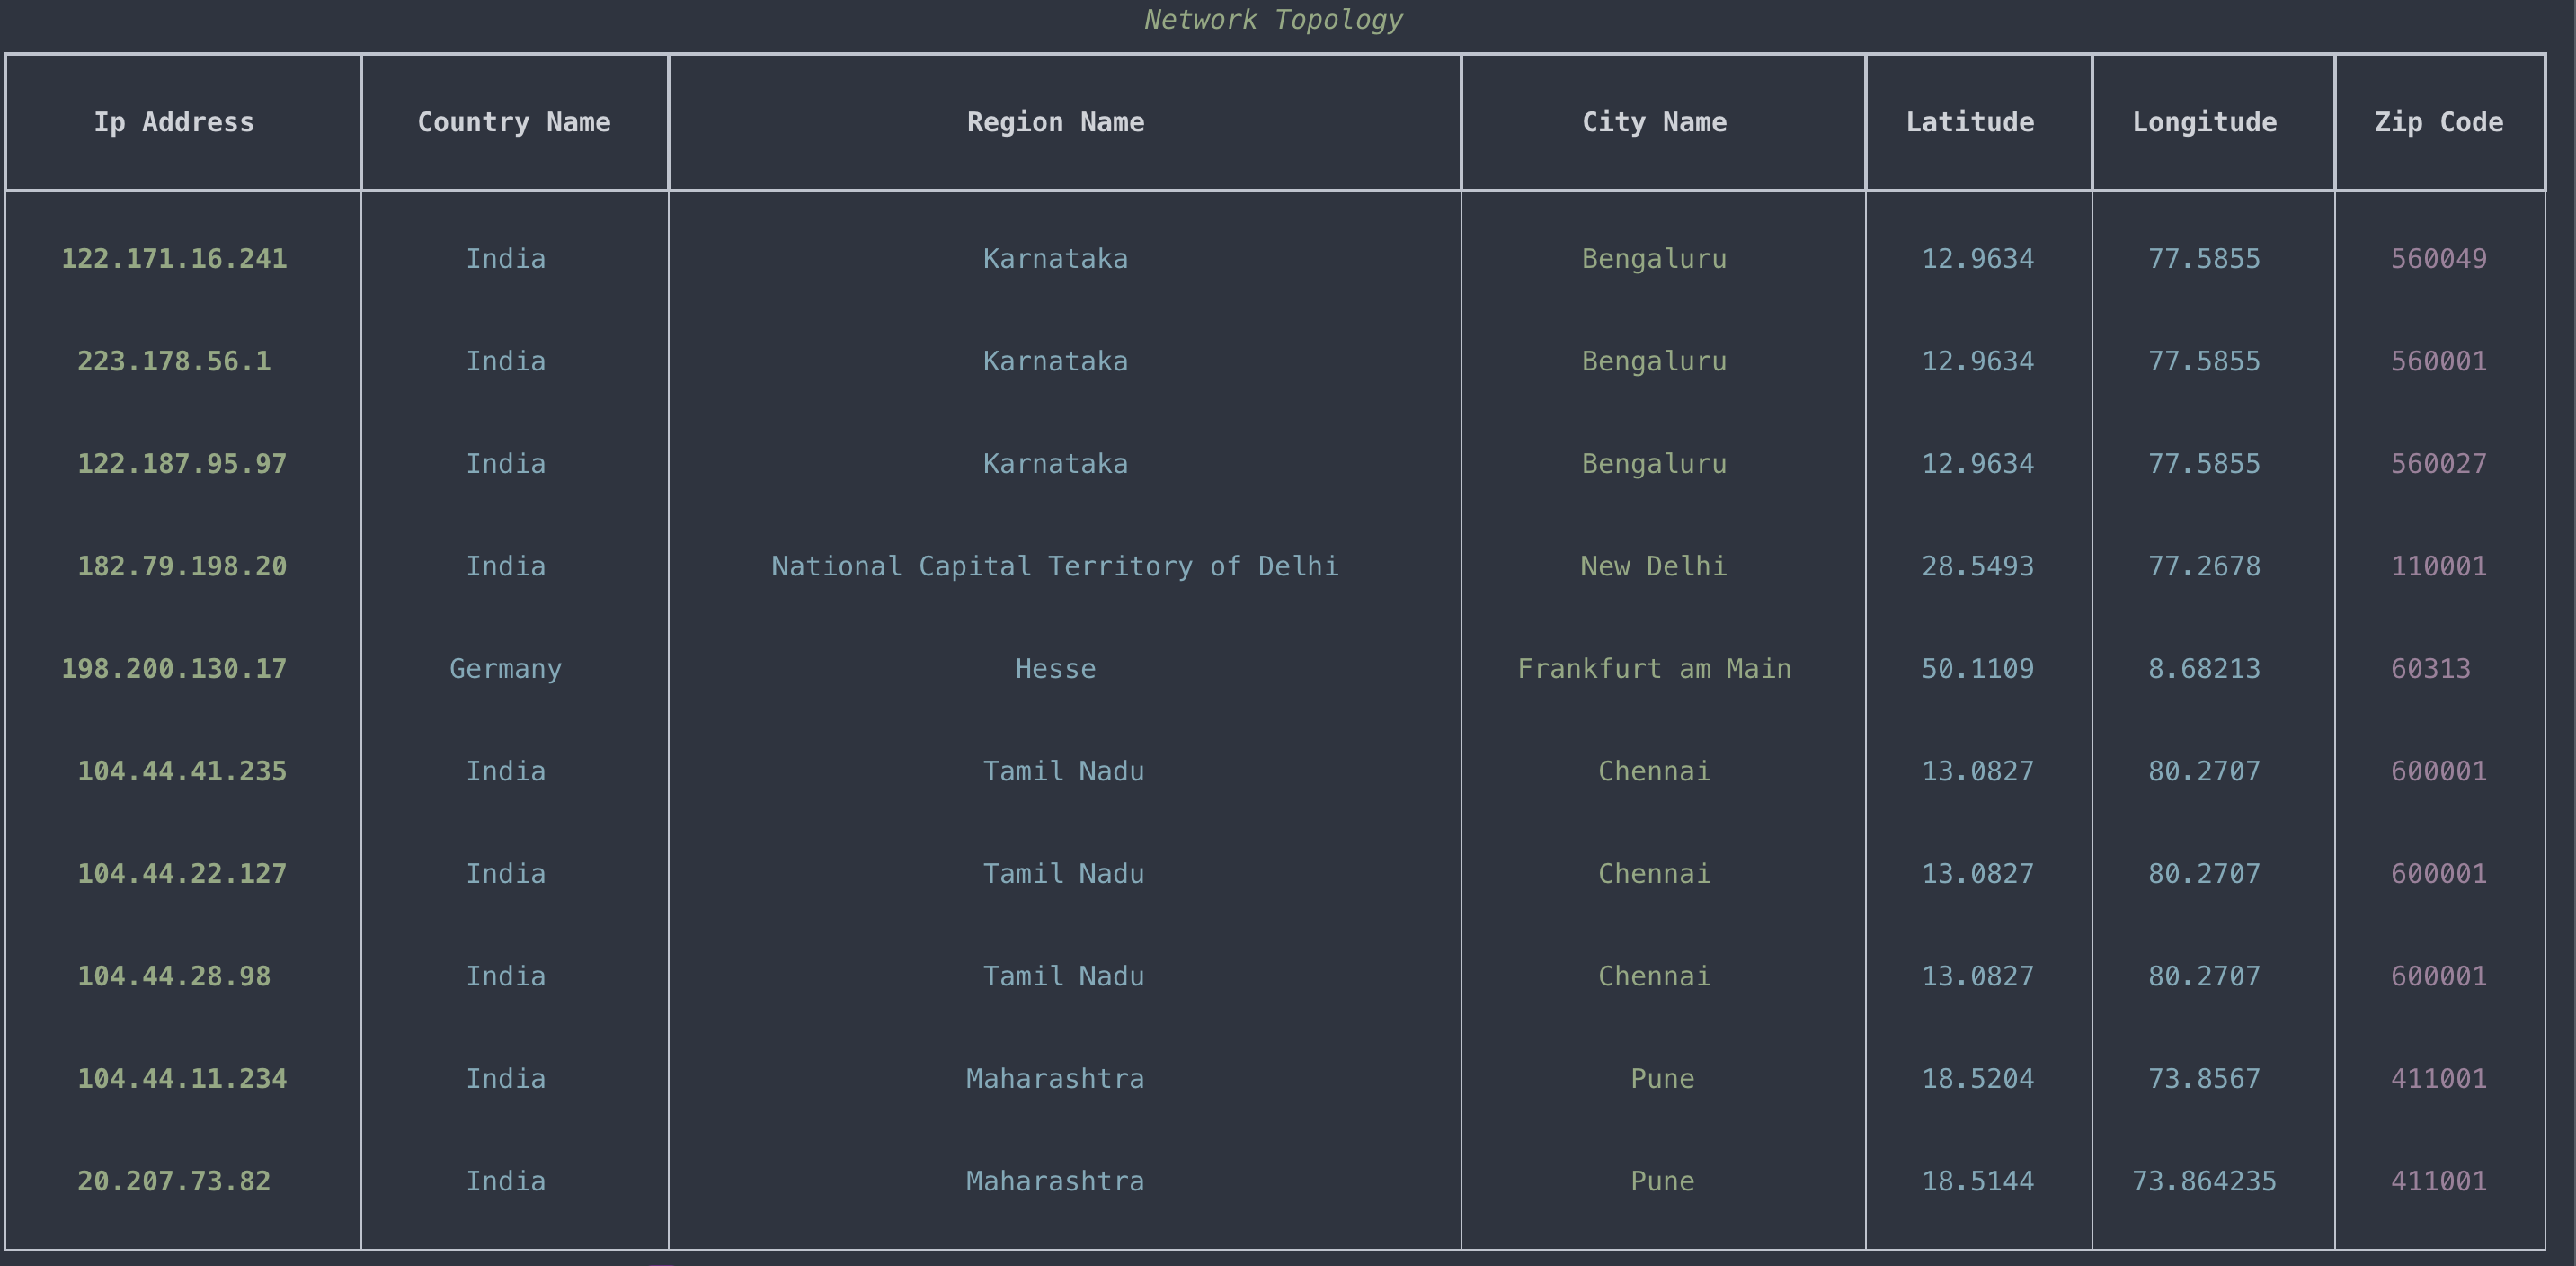 Network Topology
Ip Address Country Name Region Name City Name Latitude Longitude Zip Code
122.171.16.241 India Karnataka Bengaluru 12.9634 77.5855 560049
223.178.56.1 India Karnataka Bengaluru 12.9634 77.5855 560001
122.187.95.97 India Karnataka Bengaluru 12.9634 77.5855 560027
182.79.198.20 India National Capital Territory of Delhi New Delhi 28.5493 77.2678 110001
198.200.130.17 Germany Hesse Frankfurt am Main 50.1109 8.68213 60313
104.44.41.235 India Tamil Nadu Chennai 13.0827 80.2707 600001
104.44.22.127 India Tamil Nadu Chennai 13.0827 80.2707 600001
104.44.28.98 India Tamil Nadu Chennai 13.0827 80.2707 600001
104.44.11.234 India Maharashtra Pune 18.5204 73.8567 411001
20.207.73.82 India Maharashtra Pune 18.5144 73.864235 411001